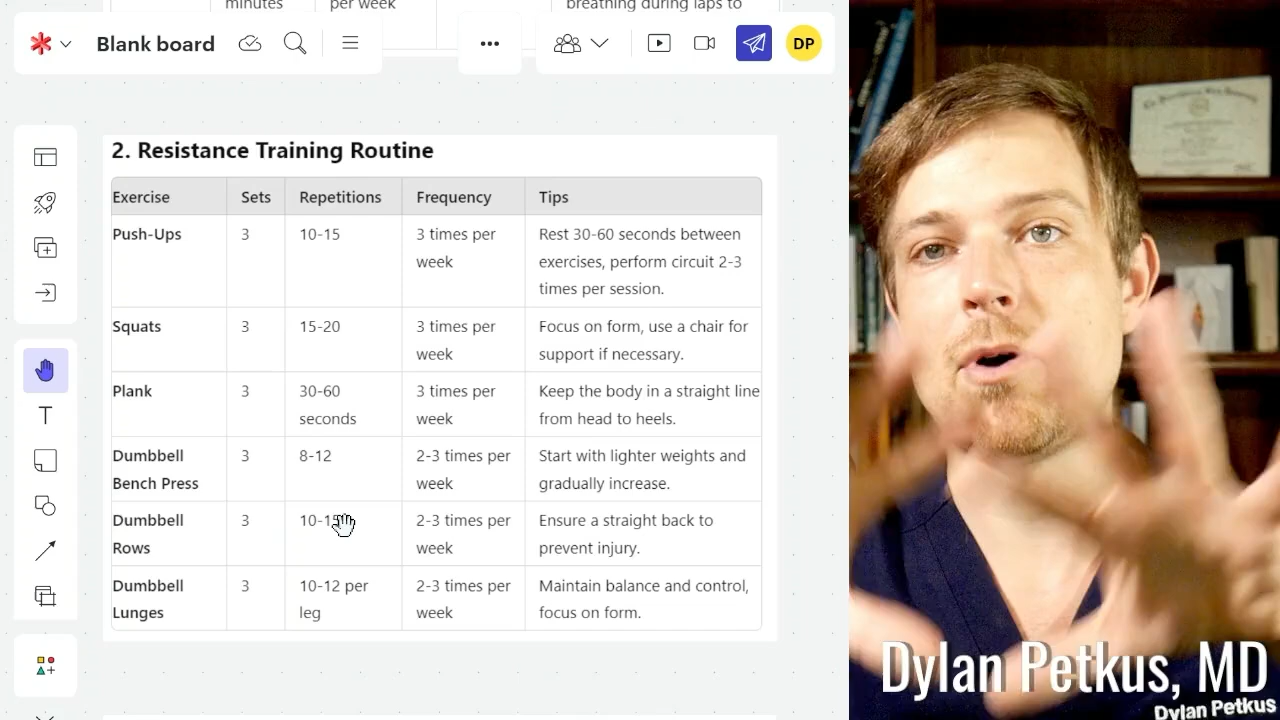 minutes
per week
breathing during laps to
Blank board
DP
2. Resistance Training Routine
Exercise Sets Repetitions Frequency Tips
Push-Ups 3 10-15 3 times per week Rest 30-60 seconds between
exercises, perform circuit 2-3
times per session.
Squats 3 15-20 3 times per week Focus on form, use a chair for
support if necessary.
Plank 3 30-60 seconds 3 times per week Keep the body in a straight line
from head to heels.
Dumbbell Bench Press 3 8-12 2-3 times per week Start with lighter weights and
gradually increase.
Dumbbell Rows 3 2-3 times per week Ensure a straight back to
prevent injury.
Dumbbell Lunges 3 10-12 per leg 2-3 times per week Maintain balance and control,
focus on form.
T
Dylan Petkus, MD
Dylan Petkus